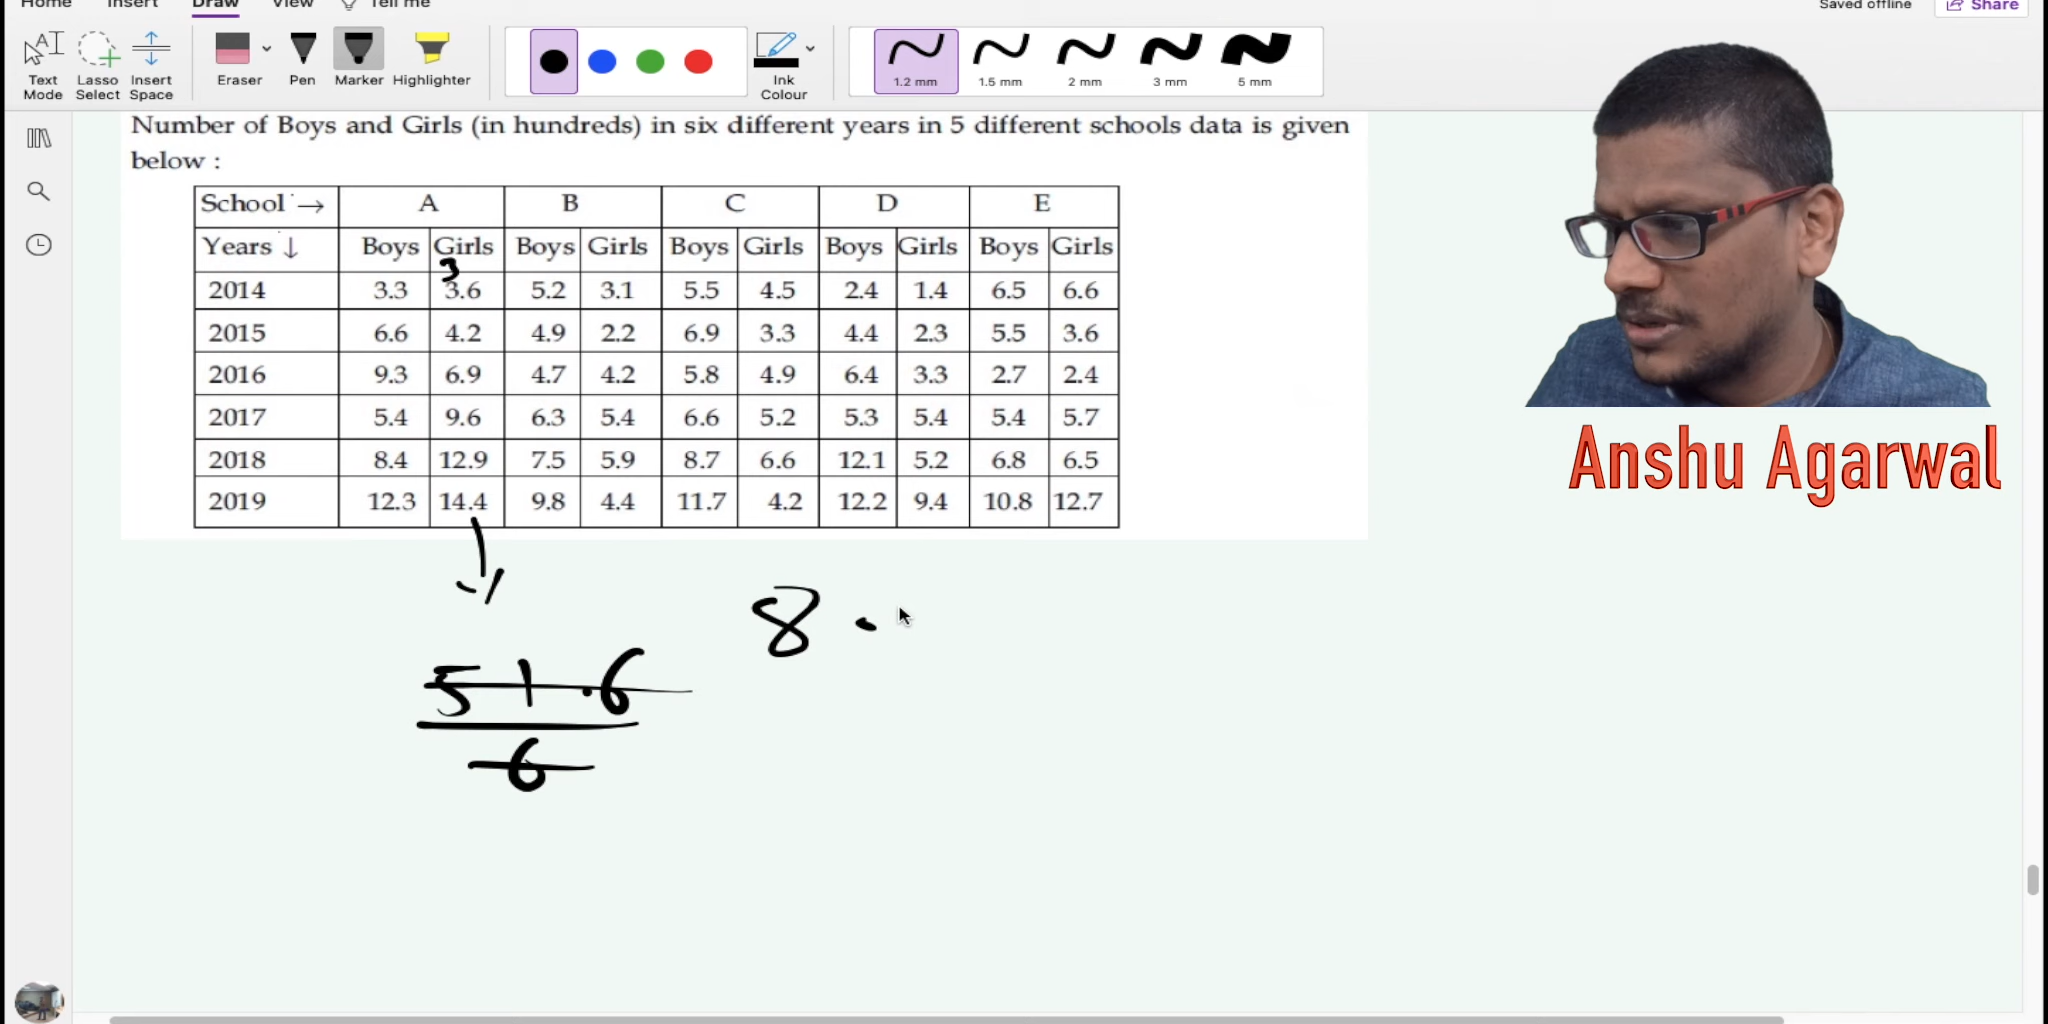 Home Insert Draw View Tell me Saved offline Share
Text Mode Lasso Select Insert Space Eraser Pen Marker Highlighter Ink Colour 1.2 mm 1.5 mm 2 mm 3 mm 5 mm
Number of Boys and Girls (in hundreds) in six different years in 5 different schools data is given
below :
School → A B C D E
Years ↓ Boys Girls Boys Girls Boys Girls Boys Girls Boys Girls
3
2014 3.3 3.6 5.2 3.1 5.5 4.5 2.4 1.4 6.5 6.6
2015 6.6 4.2 4.9 2.2 6.9 3.3 4.4 2.3 5.5 3.6
2016 9.3 6.9 4.7 4.2 5.8 4.9 6.4 3.3 2.7 2.4
2017 5.4 9.6 6.3 5.4 6.6 5.2 5.3 5.4 5.4 5.7
2018 8.4 12.9 7.5 5.9 8.7 6.6 12.1 5.2 6.8 6.5
2019 12.3 14.4 9.8 4.4 11.7 4.2 12.2 9.4 10.8 12.7
Anshu Agarwal
8 .
51.6
6